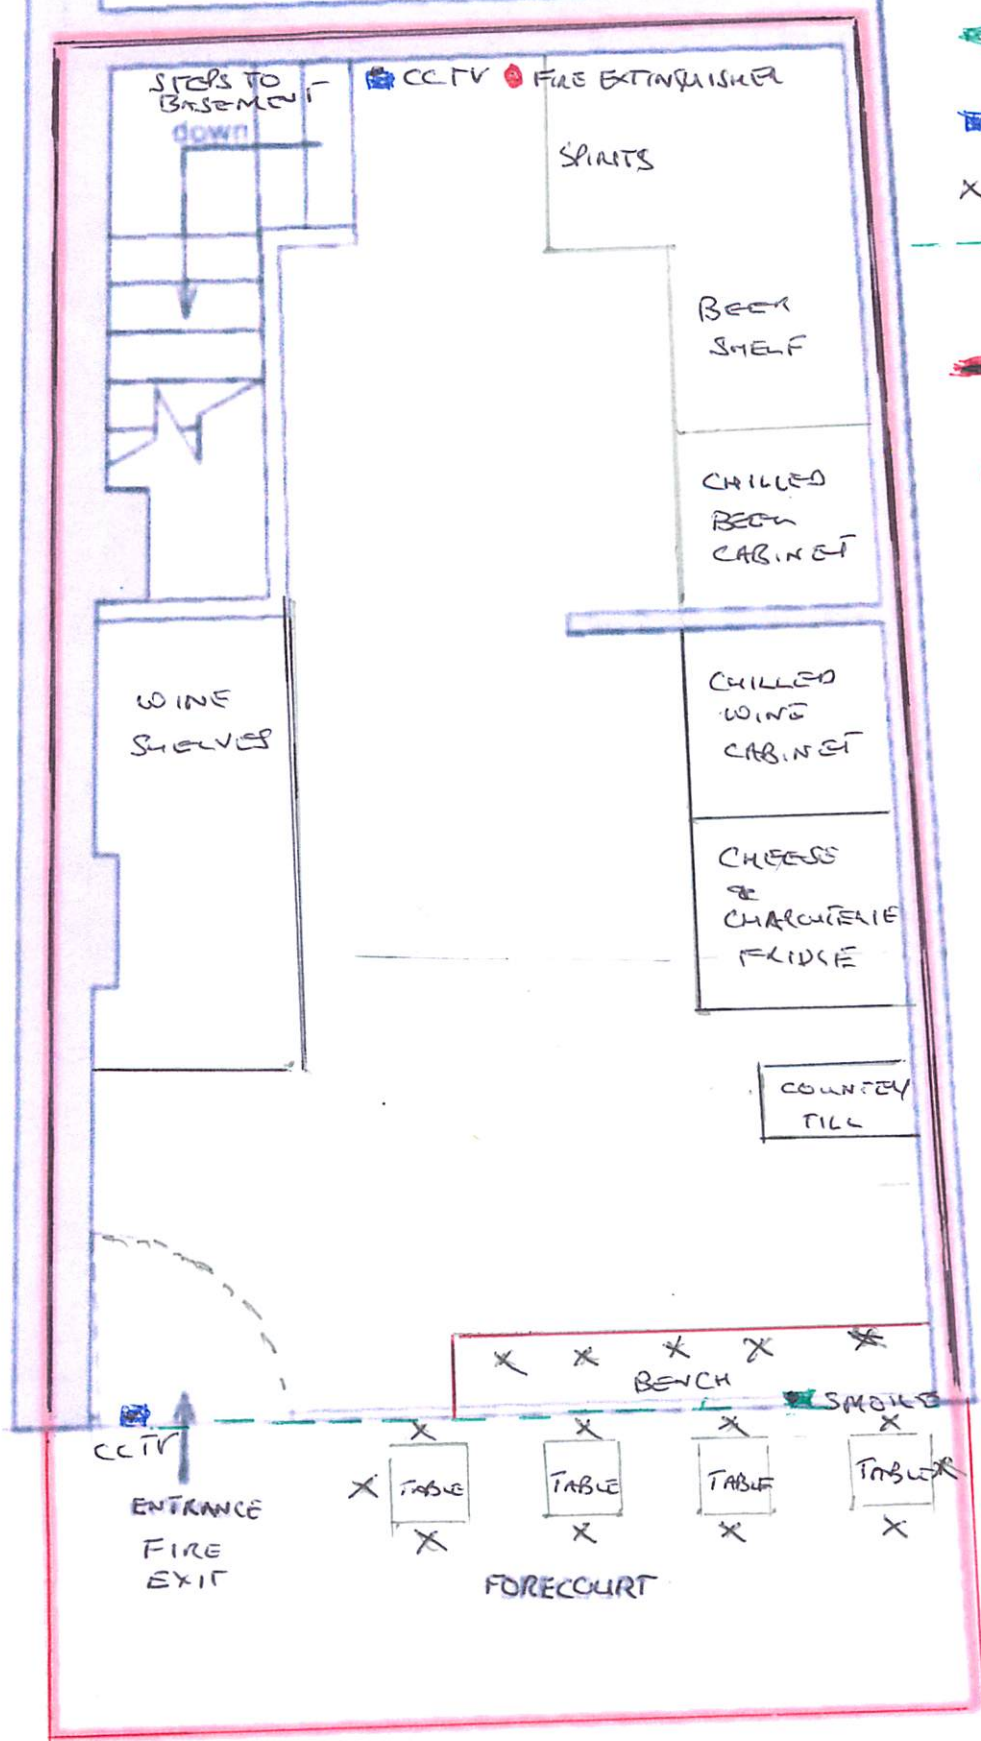 STEPS TO
BASEMENT
down
CCTV
FIRE EXTINGUISHER
SPIRITS
BEER
SHELF
CHILLED
BEER
CABINET
WINE
SHELVES
CHILLED
WINE
CABINET
CHEESE
&
CHARCUTERIE
FRIDGE
COUNTER
TILL
BENCH
SMOKE
CCTV
TABLE
TABLE
TABLE
TABLE
ENTRANCE
FIRE
EXIT
FORECOURT